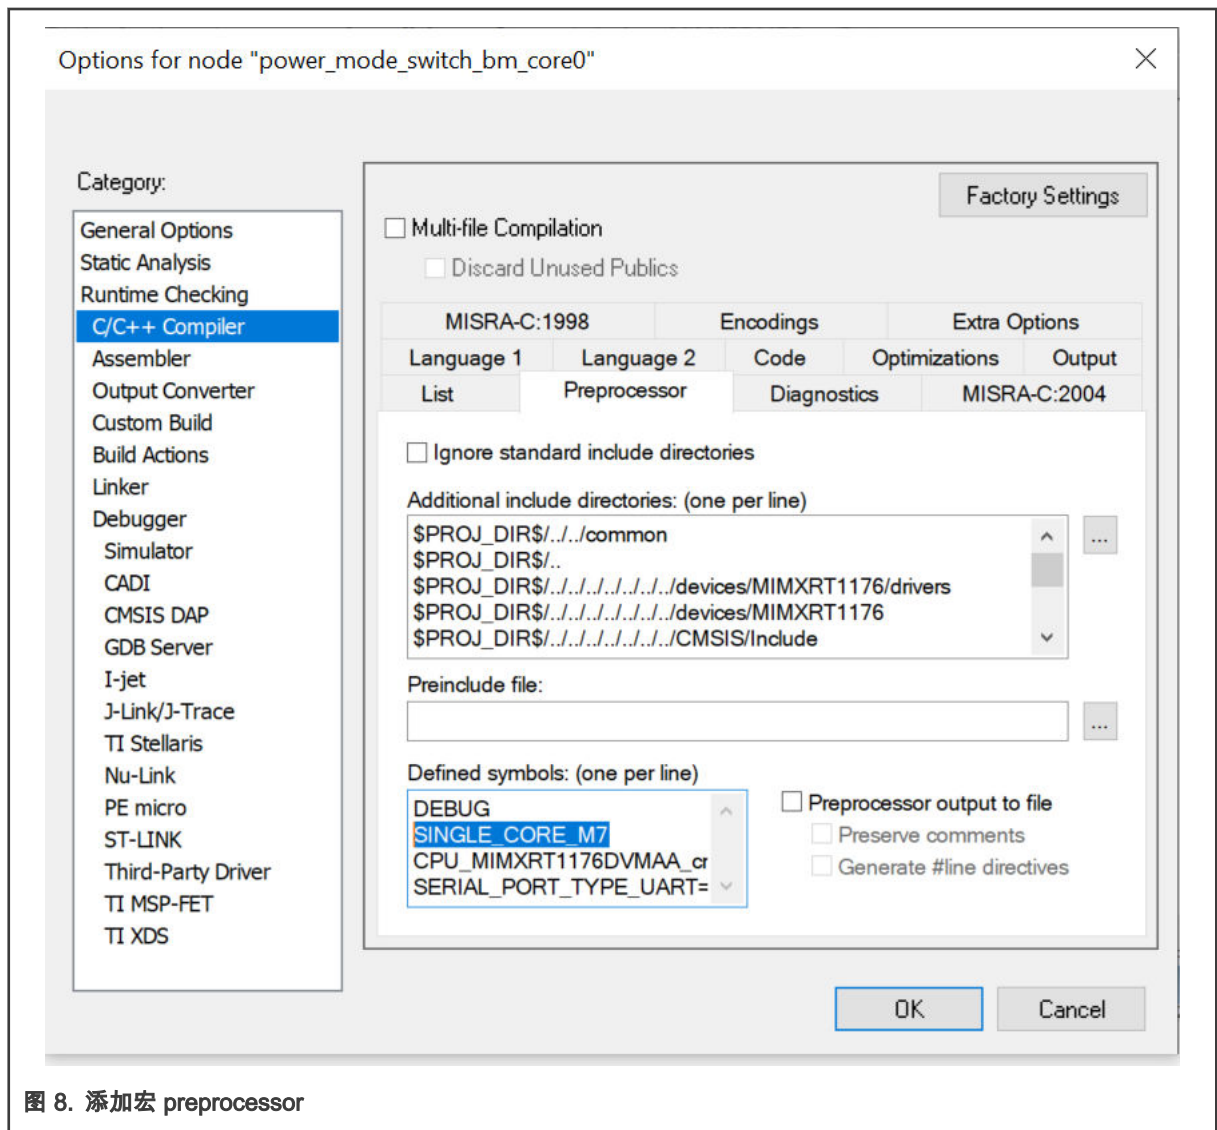 Options for node "power_mode_switch_bm_core0"
Category:
General Options
Static Analysis
Runtime Checking
C/C++ Compiler
Assembler
Output Converter
Custom Build
Build Actions
Linker
Debugger
Simulator
CADI
CMSIS DAP
GDB Server
I-jet
J-Link/J-Trace
TI Stellaris
Nu-Link
PE micro
ST-LINK
Third-Party Driver
TI MSP-FET
TI XDS
Factory Settings
Multi-file Compilation
Discard Unused Publics
MISRA-C:1998 Encodings Extra Options
Language 1 Language 2 Code Optimizations Output
List Preprocessor Diagnostics MISRA-C:2004
Ignore standard include directories
Additional include directories: (one per line)
$PROJ_DIR$/../../common
$PROJ_DIR$/..
$PROJ_DIR$/../../../../../../../devices/MIMXRT1176/drivers
$PROJ_DIR$/../../../../../../../devices/MIMXRT1176
$PROJ_DIR$/../../../../../../../CMSIS/Include
...
Preinclude file:
...
Defined symbols: (one per line)
DEBUG
SINGLE_CORE_M7
CPU_MIMXRT1176DVMAA_cr
SERIAL_PORT_TYPE_UART=
Preprocessor output to file
Preserve comments
Generate #line directives
OK Cancel
图 8. 添加宏 preprocessor